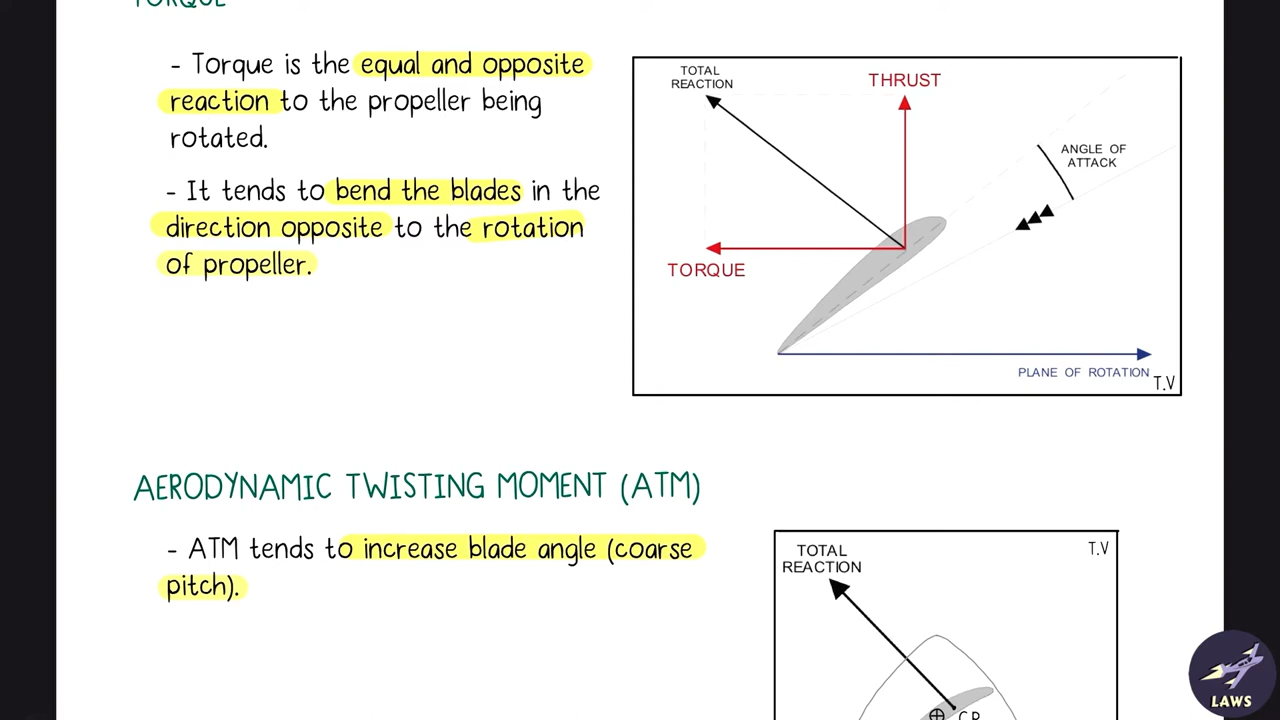 TORQUE
- Torque is the equal and opposite
reaction to the propeller being
rotated.
- It tends to bend the blades in the
direction opposite to the rotation
of propeller.
TOTAL
REACTION
THRUST
ANGLE OF
ATTACK
TORQUE
PLANE OF ROTATION
T.V
AERODYNAMIC TWISTING MOMENT (ATM)
- ATM tends to increase blade angle (coarse
pitch).
TOTAL
REACTION
T.V
C.P
LAWS